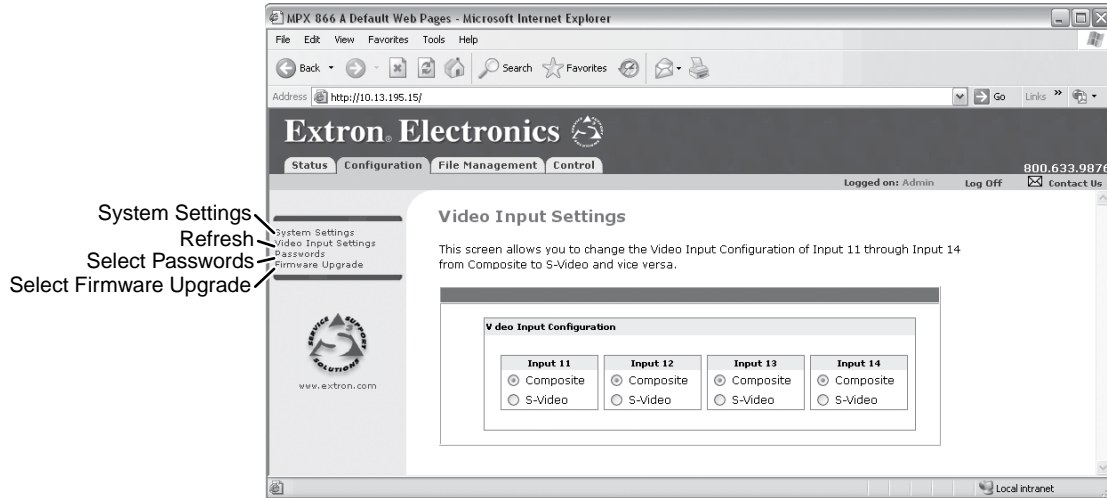 MPX 866 A Default Web Pages - Microsoft Internet Explorer
File Edit View Favorites Tools Help
Back Search Favorites
Address http://10.13.195.15/ Go Links »
Extron® Electronics
Status Configuration File Management Control
800.633.9876
Logged on: Admin Log Off Contact Us
System Settings
Refresh
Select Passwords
Select Firmware Upgrade
System Settings
Video Input Settings
Passwords
Firmware Upgrade
SERVICE SUPPORT SOLUTIONS
S3
www.extron.com
Video Input Settings
This screen allows you to change the Video Input Configuration of Input 11 through Input 14
from Composite to S-Video and vice versa.
V deo Input Configuration
Input 11 Input 12 Input 13 Input 14
Composite Composite Composite Composite
S-Video S-Video S-Video S-Video
Local intranet